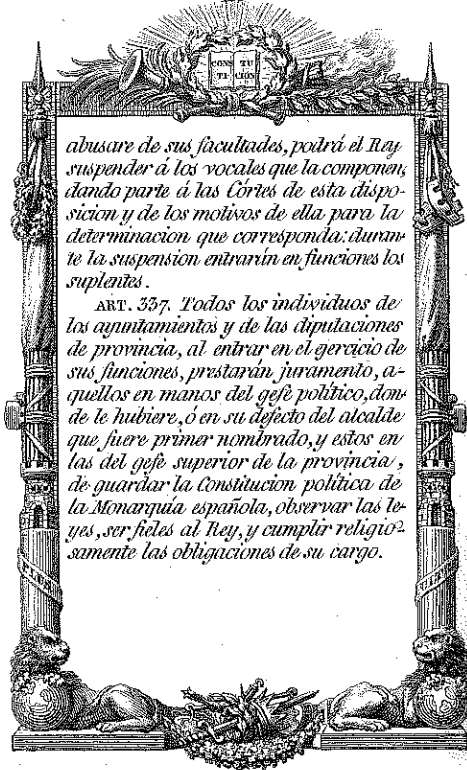 CONS TU
TI CION
abusare de sus facultades, podrá el Rey
suspender á los vocales que la componen,
dando parte á las Córtes de esta dispo-
sicion y de los motivos de ella para la
determinacion que corresponda: duran-
te la suspension entrarán en funciones los
suplentes.
ART. 337. Todos los individuos de
los ayuntamientos y de las diputaciones
de provincia, al entrar en el egercicio de
sus funciones, prestarán juramento, a-
quellos en manos del gefe político, don-
de le hubiere, ó en su defecto del alcalde
que fuere primer nombrado, y estos en
las del gefe superior de la provincia,
de guardar la Constitucion política de
la Monarquía española, observar las le-
yes, ser fieles al Rey, y cumplir religio-
samente las obligaciones de su cargo.
PLUS